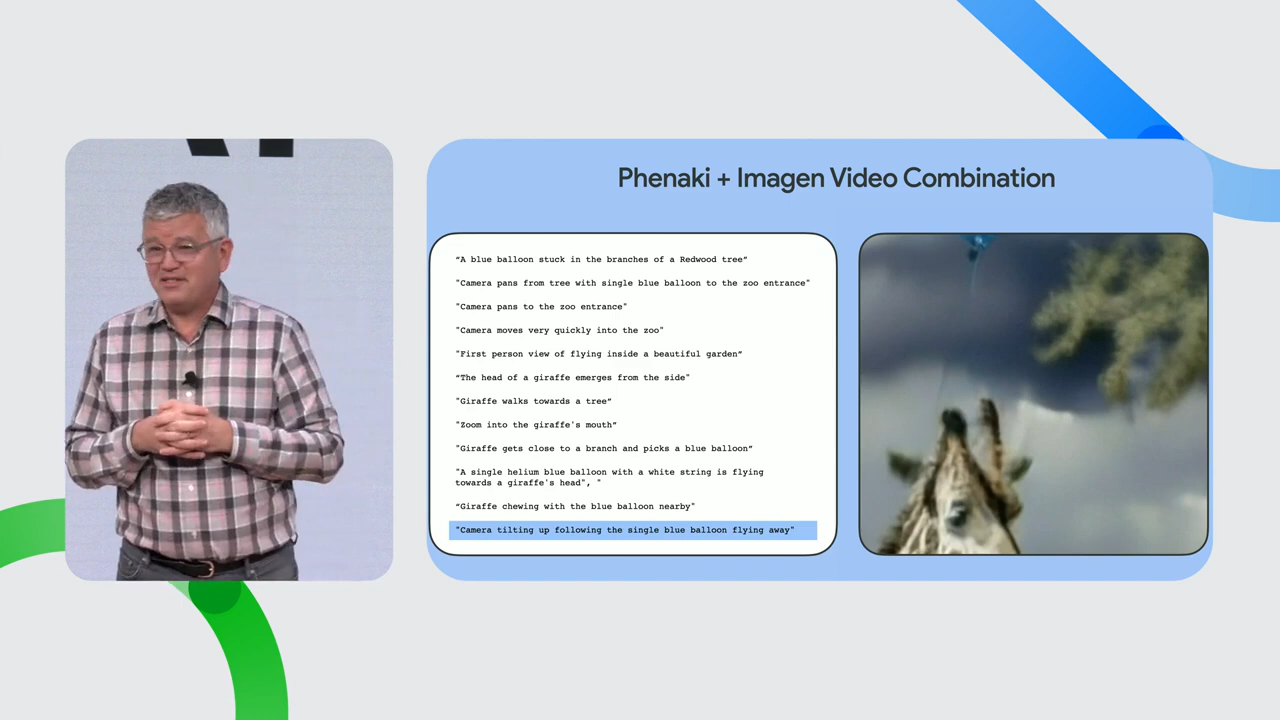 Phenaki + Imagen Video Combination
“A blue balloon stuck in the branches of a Redwood tree”
"Camera pans from tree with single blue balloon to the zoo entrance"
"Camera pans to the zoo entrance"
"Camera moves very quickly into the zoo"
"First person view of flying inside a beautiful garden”
“The head of a giraffe emerges from the side"
"Giraffe walks towards a tree”
"Zoom into the giraffe's mouth”
"Giraffe gets close to a branch and picks a blue balloon”
"A single helium blue balloon with a white string is flying
towards a giraffe's head", "
“Giraffe chewing with the blue balloon nearby"
"Camera tilting up following the single blue balloon flying away"